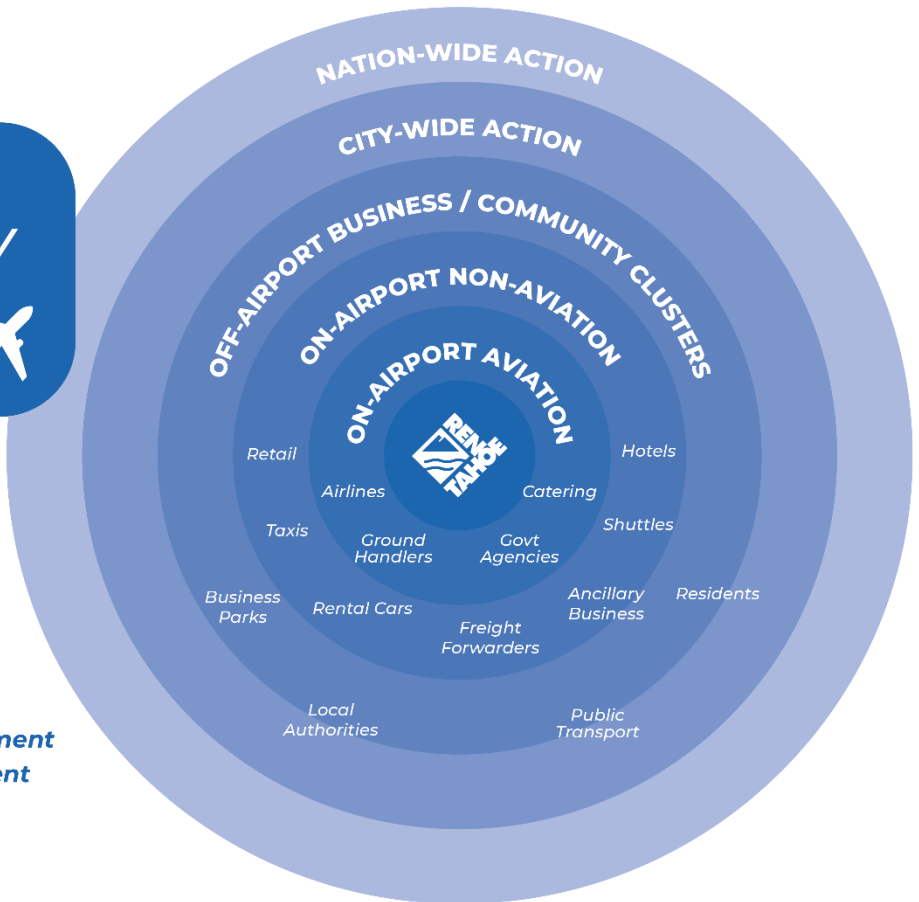 NATION-WIDE ACTION
CITY-WIDE ACTION
OFF-AIRPORT BUSINESS / COMMUNITY CLUSTERS
ON-AIRPORT NON-AVIATION
ON-AIRPORT AVIATION
RENO
TAHOE
Retail
Hotels
Airlines
Catering
Taxis
Shuttles
Ground
Handlers
Govt
Agencies
Business
Parks
Rental Cars
Ancillary
Business
Residents
Freight
Forwarders
Local
Authorities
Public
Transport